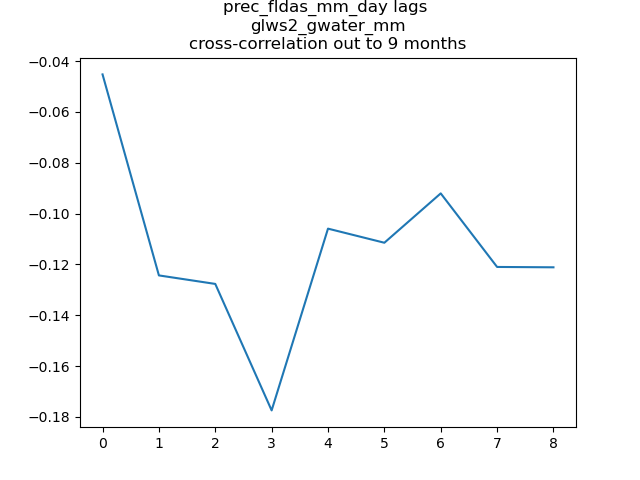 prec_fldas_mm_day lags
glws2_gwater_mm
cross-correlation out to 9 months
−0.04
−0.06
−0.08
−0.10
−0.12
−0.14
−0.16
−0.18
0 1 2 3 4 5 6 7 8